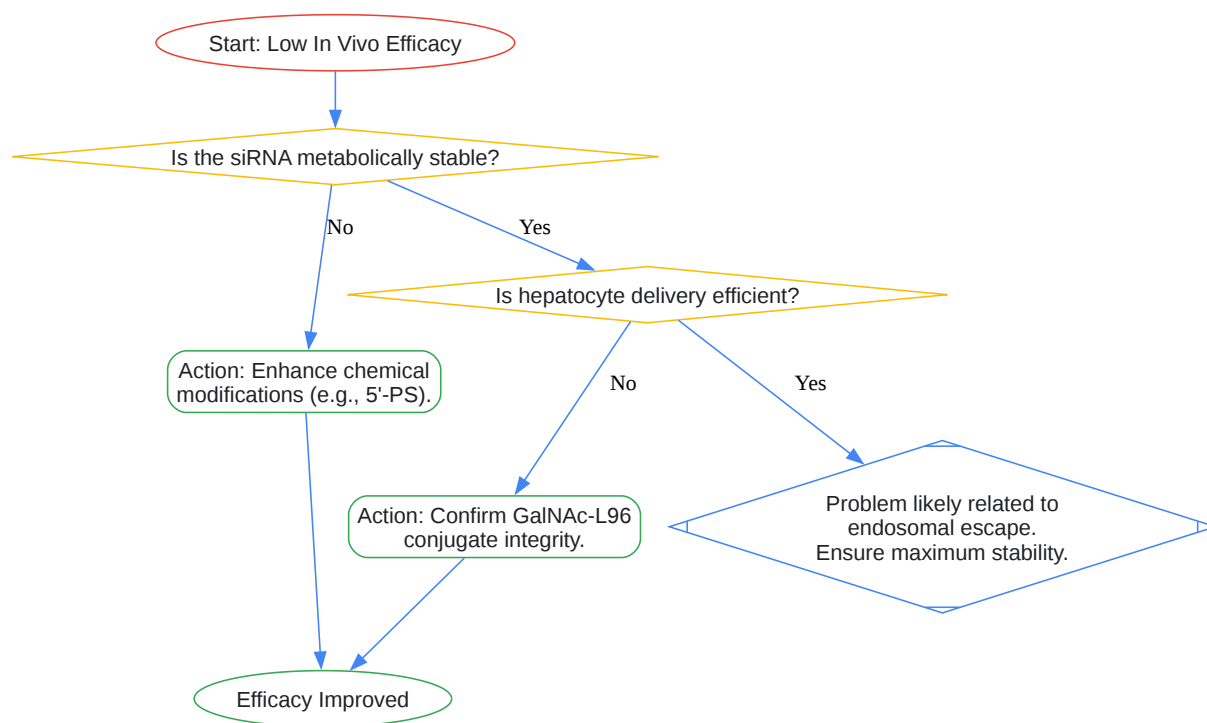 Start: Low In Vivo Efficacy
Is the siRNA metabolically stable?
No
Yes
Is hepatocyte delivery efficient?
Action: Enhance chemical
modifications (e.g., 5'-PS).
No
Yes
Action: Confirm GalNAc-L96
conjugate integrity.
Problem likely related to
endosomal escape.
Ensure maximum stability.
Efficacy Improved